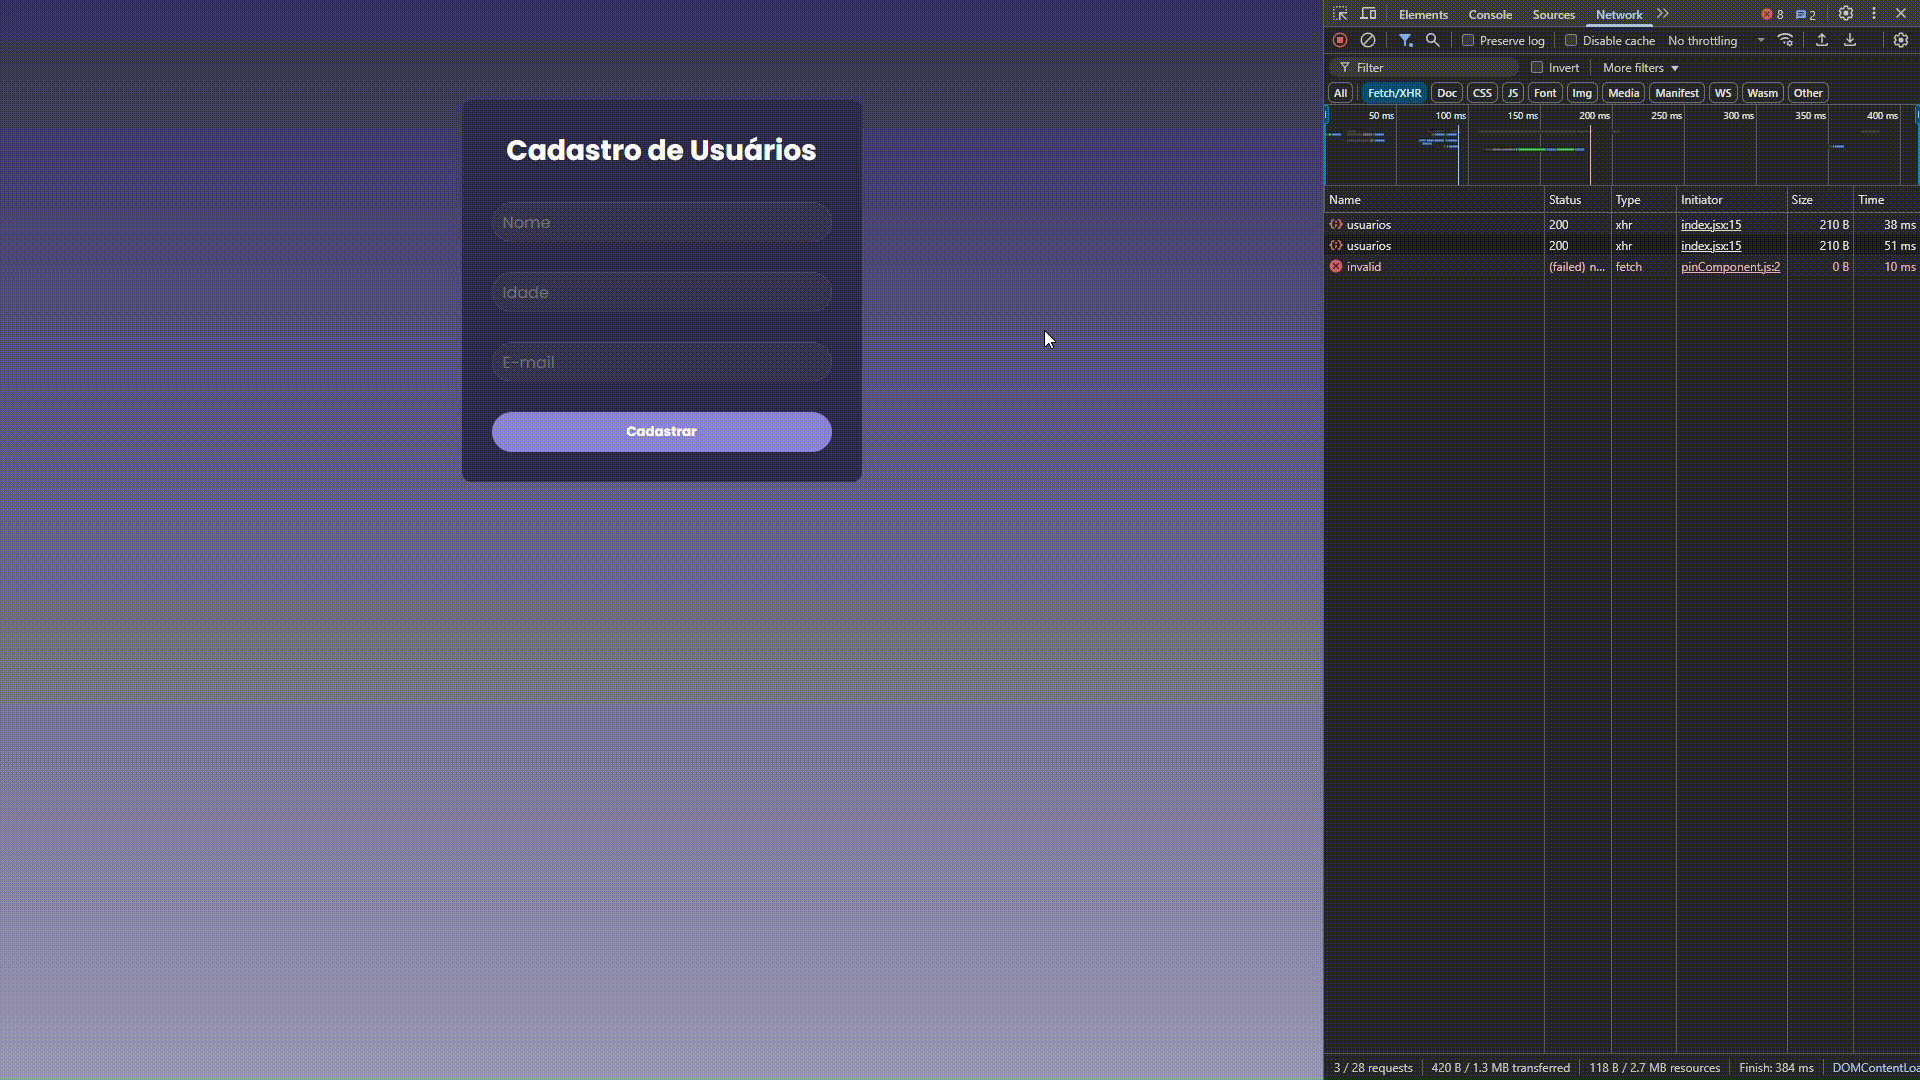 Cadastro de Usuários
Nome
Idade
E-mail
Cadastrar
Elements Console Sources Network 8 2
Preserve log Disable cache No throttling
Filter Invert More filters
All Fetch/XHR Doc CSS JS Font Img Media Manifest WS Wasm Other
50 ms 100 ms 150 ms 200 ms 250 ms 300 ms 350 ms 400 ms
Name Status Type Initiator Size Time
usuarios 200 xhr index.jsx:15 210 B 38 ms
usuarios 200 xhr index.jsx:15 210 B 51 ms
invalid (failed) n... fetch pinComponent.js:2 0 B 10 ms
3 / 28 requests 420 B / 1.3 MB transferred 118 B / 2.7 MB resources Finish: 384 ms DOMContentLoa